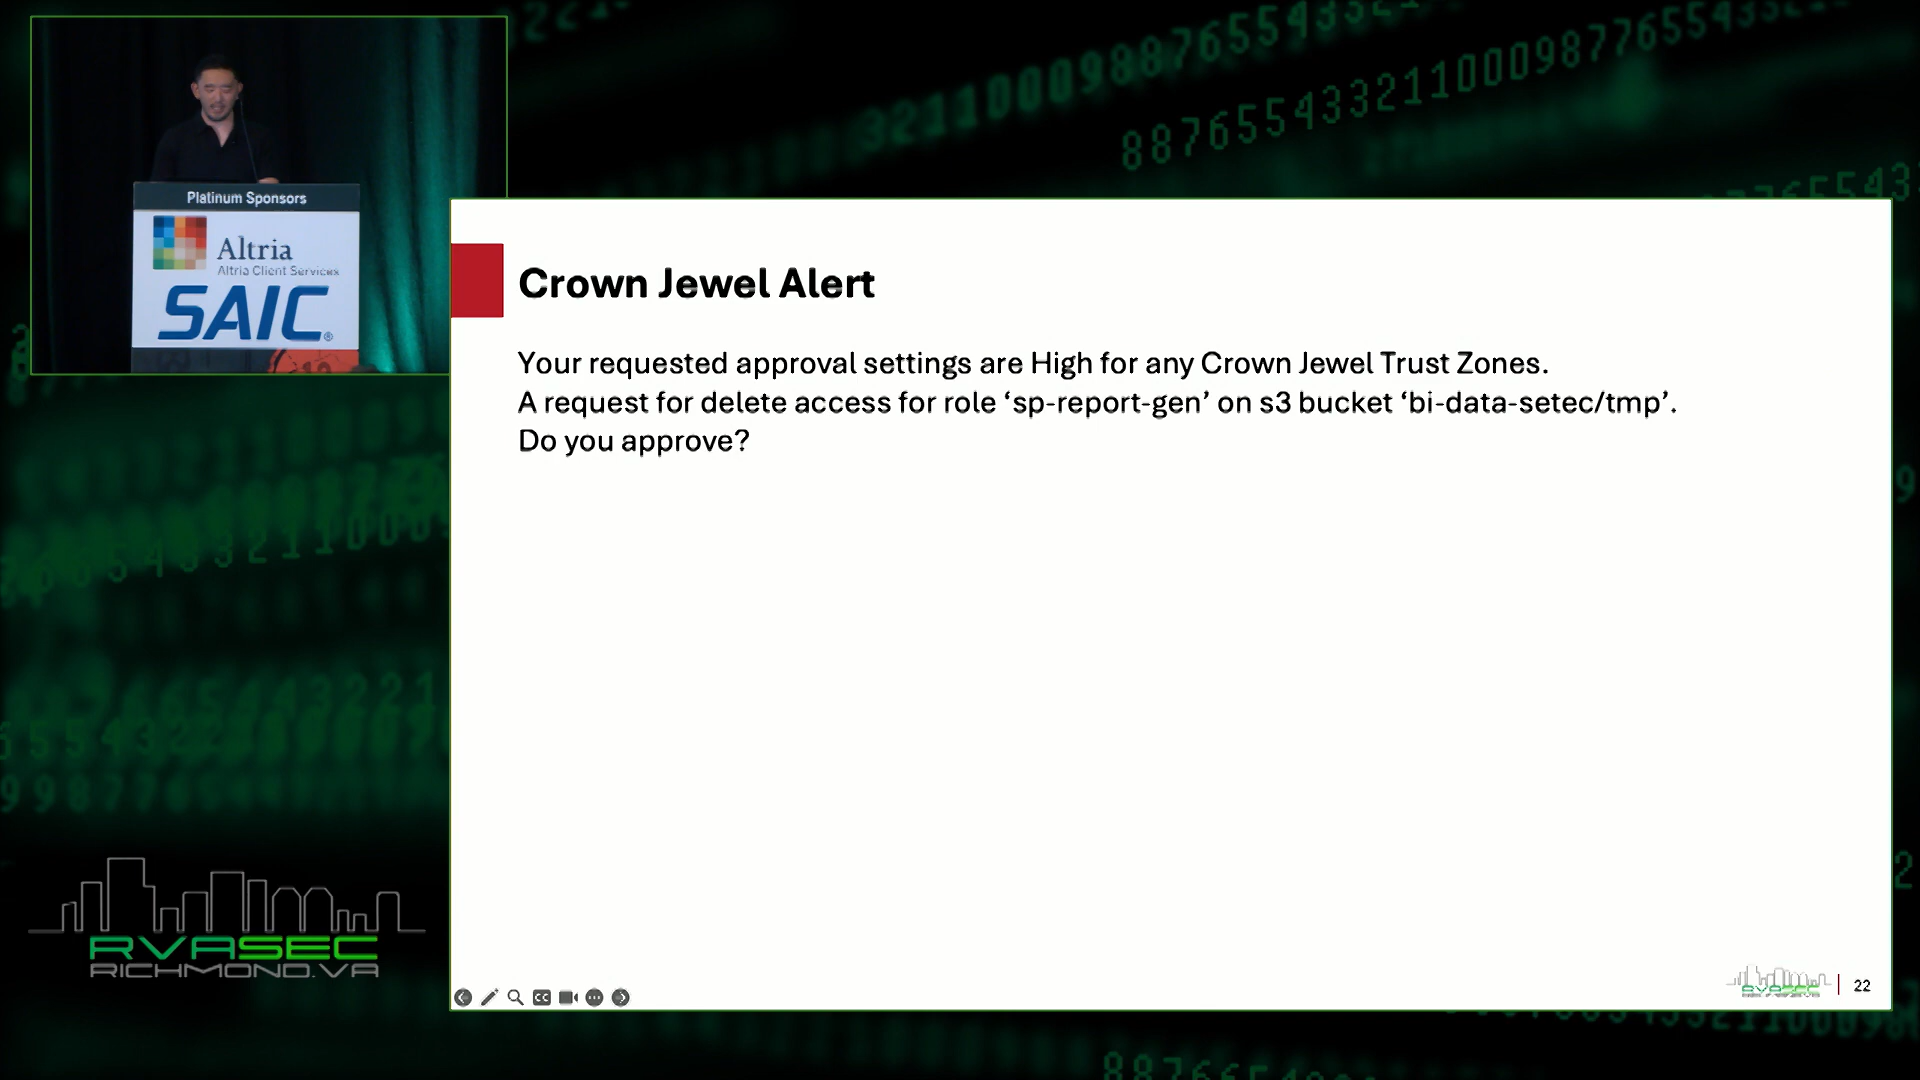 Platinum Sponsors
Altria
Altria Client Services
SAIC®
Crown Jewel Alert
Your requested approval settings are High for any Crown Jewel Trust Zones.
A request for delete access for role ‘sp-report-gen’ on s3 bucket ‘bi-data-setec/tmp’.
Do you approve?
RVASEC
RICHMOND.VA
CC
RVASEC
22